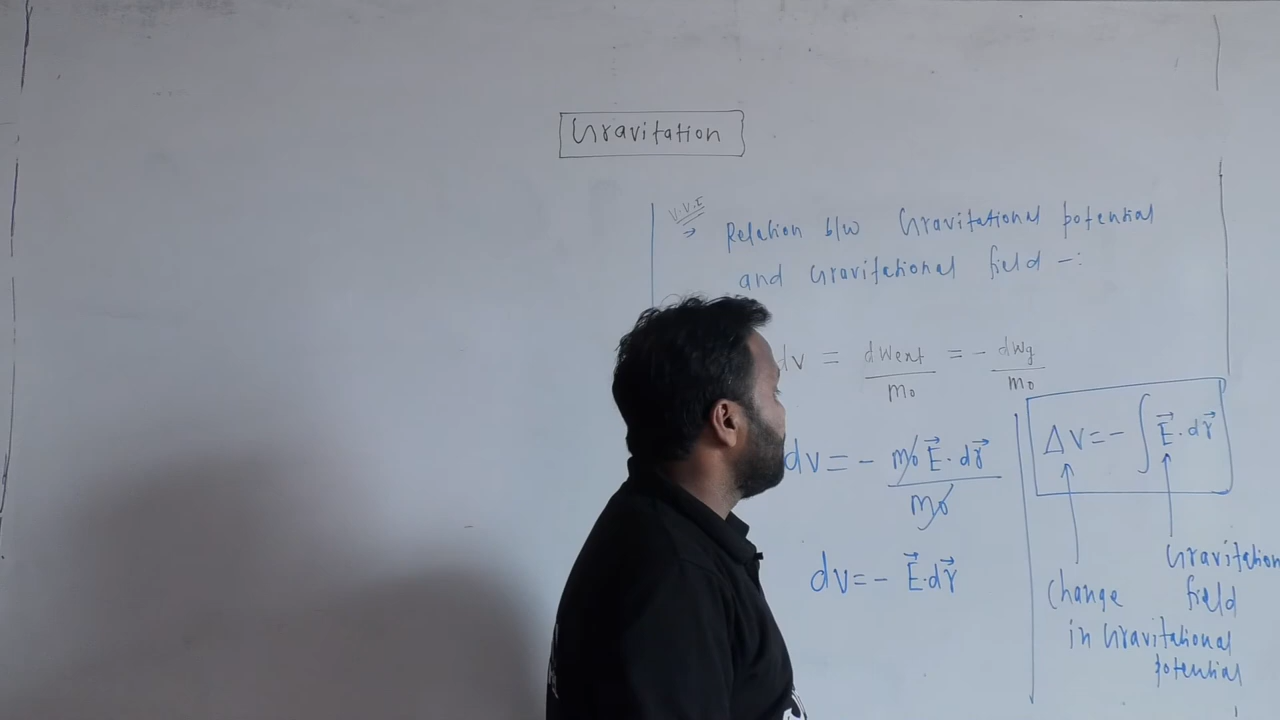 Gravitation
V.V.I
→ Relation b/w Gravitational potential
and Gravitational field -:
dv = dWext/m₀ = - dWg/m₀
dv = - m₀ E⃗. dr⃗/m₀
dv = - E⃗.dr⃗
ΔV = - ∫ E⃗. dr⃗
Change
in Gravitational
potential
Gravitation
field